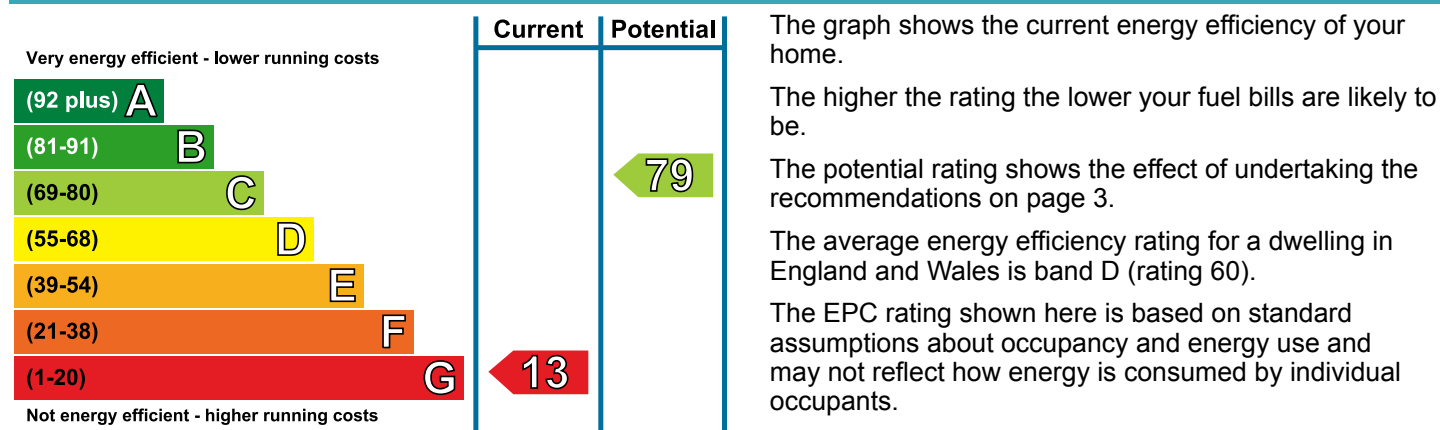 Current Potential
Very energy efficient - lower running costs
(92 plus) A
(81-91) B
(69-80) C
79
(55-68) D
(39-54) E
(21-38) F
(1-20) G
13
Not energy efficient - higher running costs
The graph shows the current energy efficiency of your
home.
The higher the rating the lower your fuel bills are likely to
be.
The potential rating shows the effect of undertaking the
recommendations on page 3.
The average energy efficiency rating for a dwelling in
England and Wales is band D (rating 60).
The EPC rating shown here is based on standard
assumptions about occupancy and energy use and
may not reflect how energy is consumed by individual
occupants.